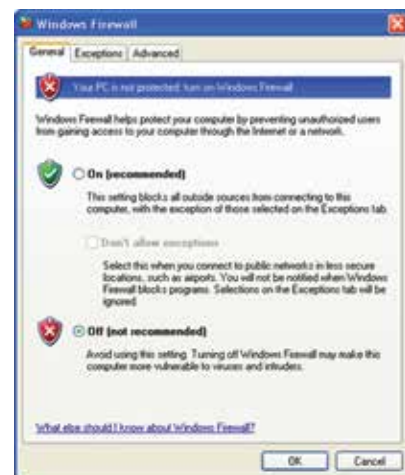 Windows Firewall
General Exceptions Advanced
Your PC is not protected: turn on Windows Firewall
Windows Firewall helps protect your computer by preventing unauthorized users
from gaining access to your computer through the Internet or a network.
On (recommended)
This setting blocks all outside sources from connecting to this
computer, with the exception of those selected on the Exceptions tab.
Don't allow exceptions
Select this when you connect to public networks in less secure
locations, such as airports. You will not be notified when Windows
Firewall blocks programs. Selections on the Exceptions tab will be
ignored.
Off (not recommended)
Avoid using this setting. Turning off Windows Firewall may make this
computer more vulnerable to viruses and intruders.
What else should I know about Windows Firewall?
OK Cancel